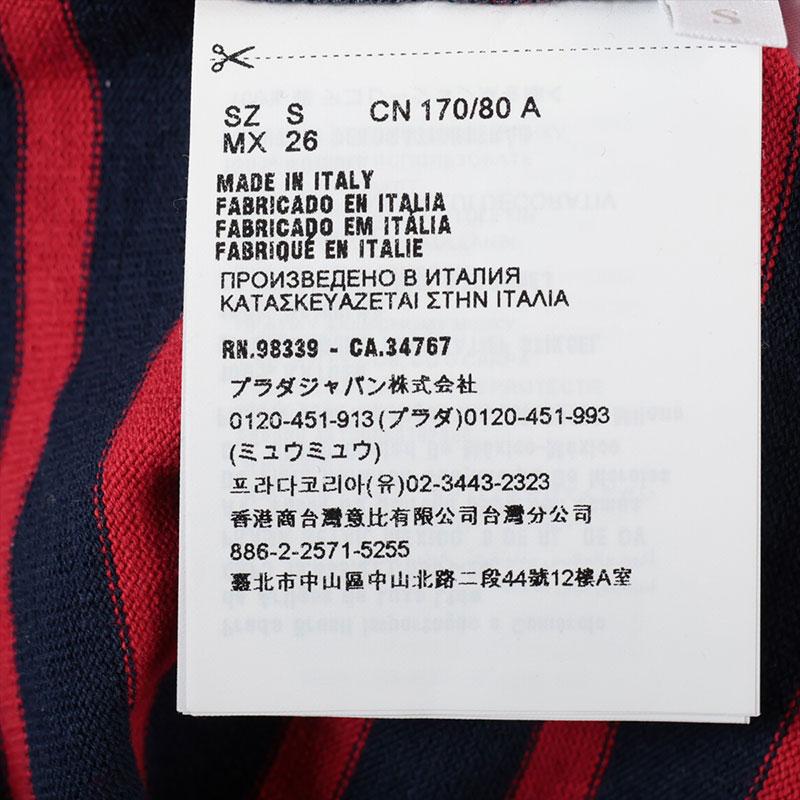 S
SZ S CN 170/80 A
MX 26
MADE IN ITALY
FABRICADO EN ITALIA
FABRICADO EM ITÁLIA
FABRIQUÉ EN ITALIE
ПРОИЗВЕДЕНО В ИТАЛИЯ
ΚΑΤΑΣΚΕΥΑΖΕΤΑΙ ΣΤΗΝ ΙΤΑΛΙΑ
RN.98339 - CA.34767
プラダジャパン株式会社
0120-451-913(プラダ)0120-451-993
(ミュウミュウ)
프라다코리아(유)02-3443-2323
香港商台灣意比有限公司台灣分公司
886-2-2571-5255
臺北市中山區中山北路二段44號12樓A室